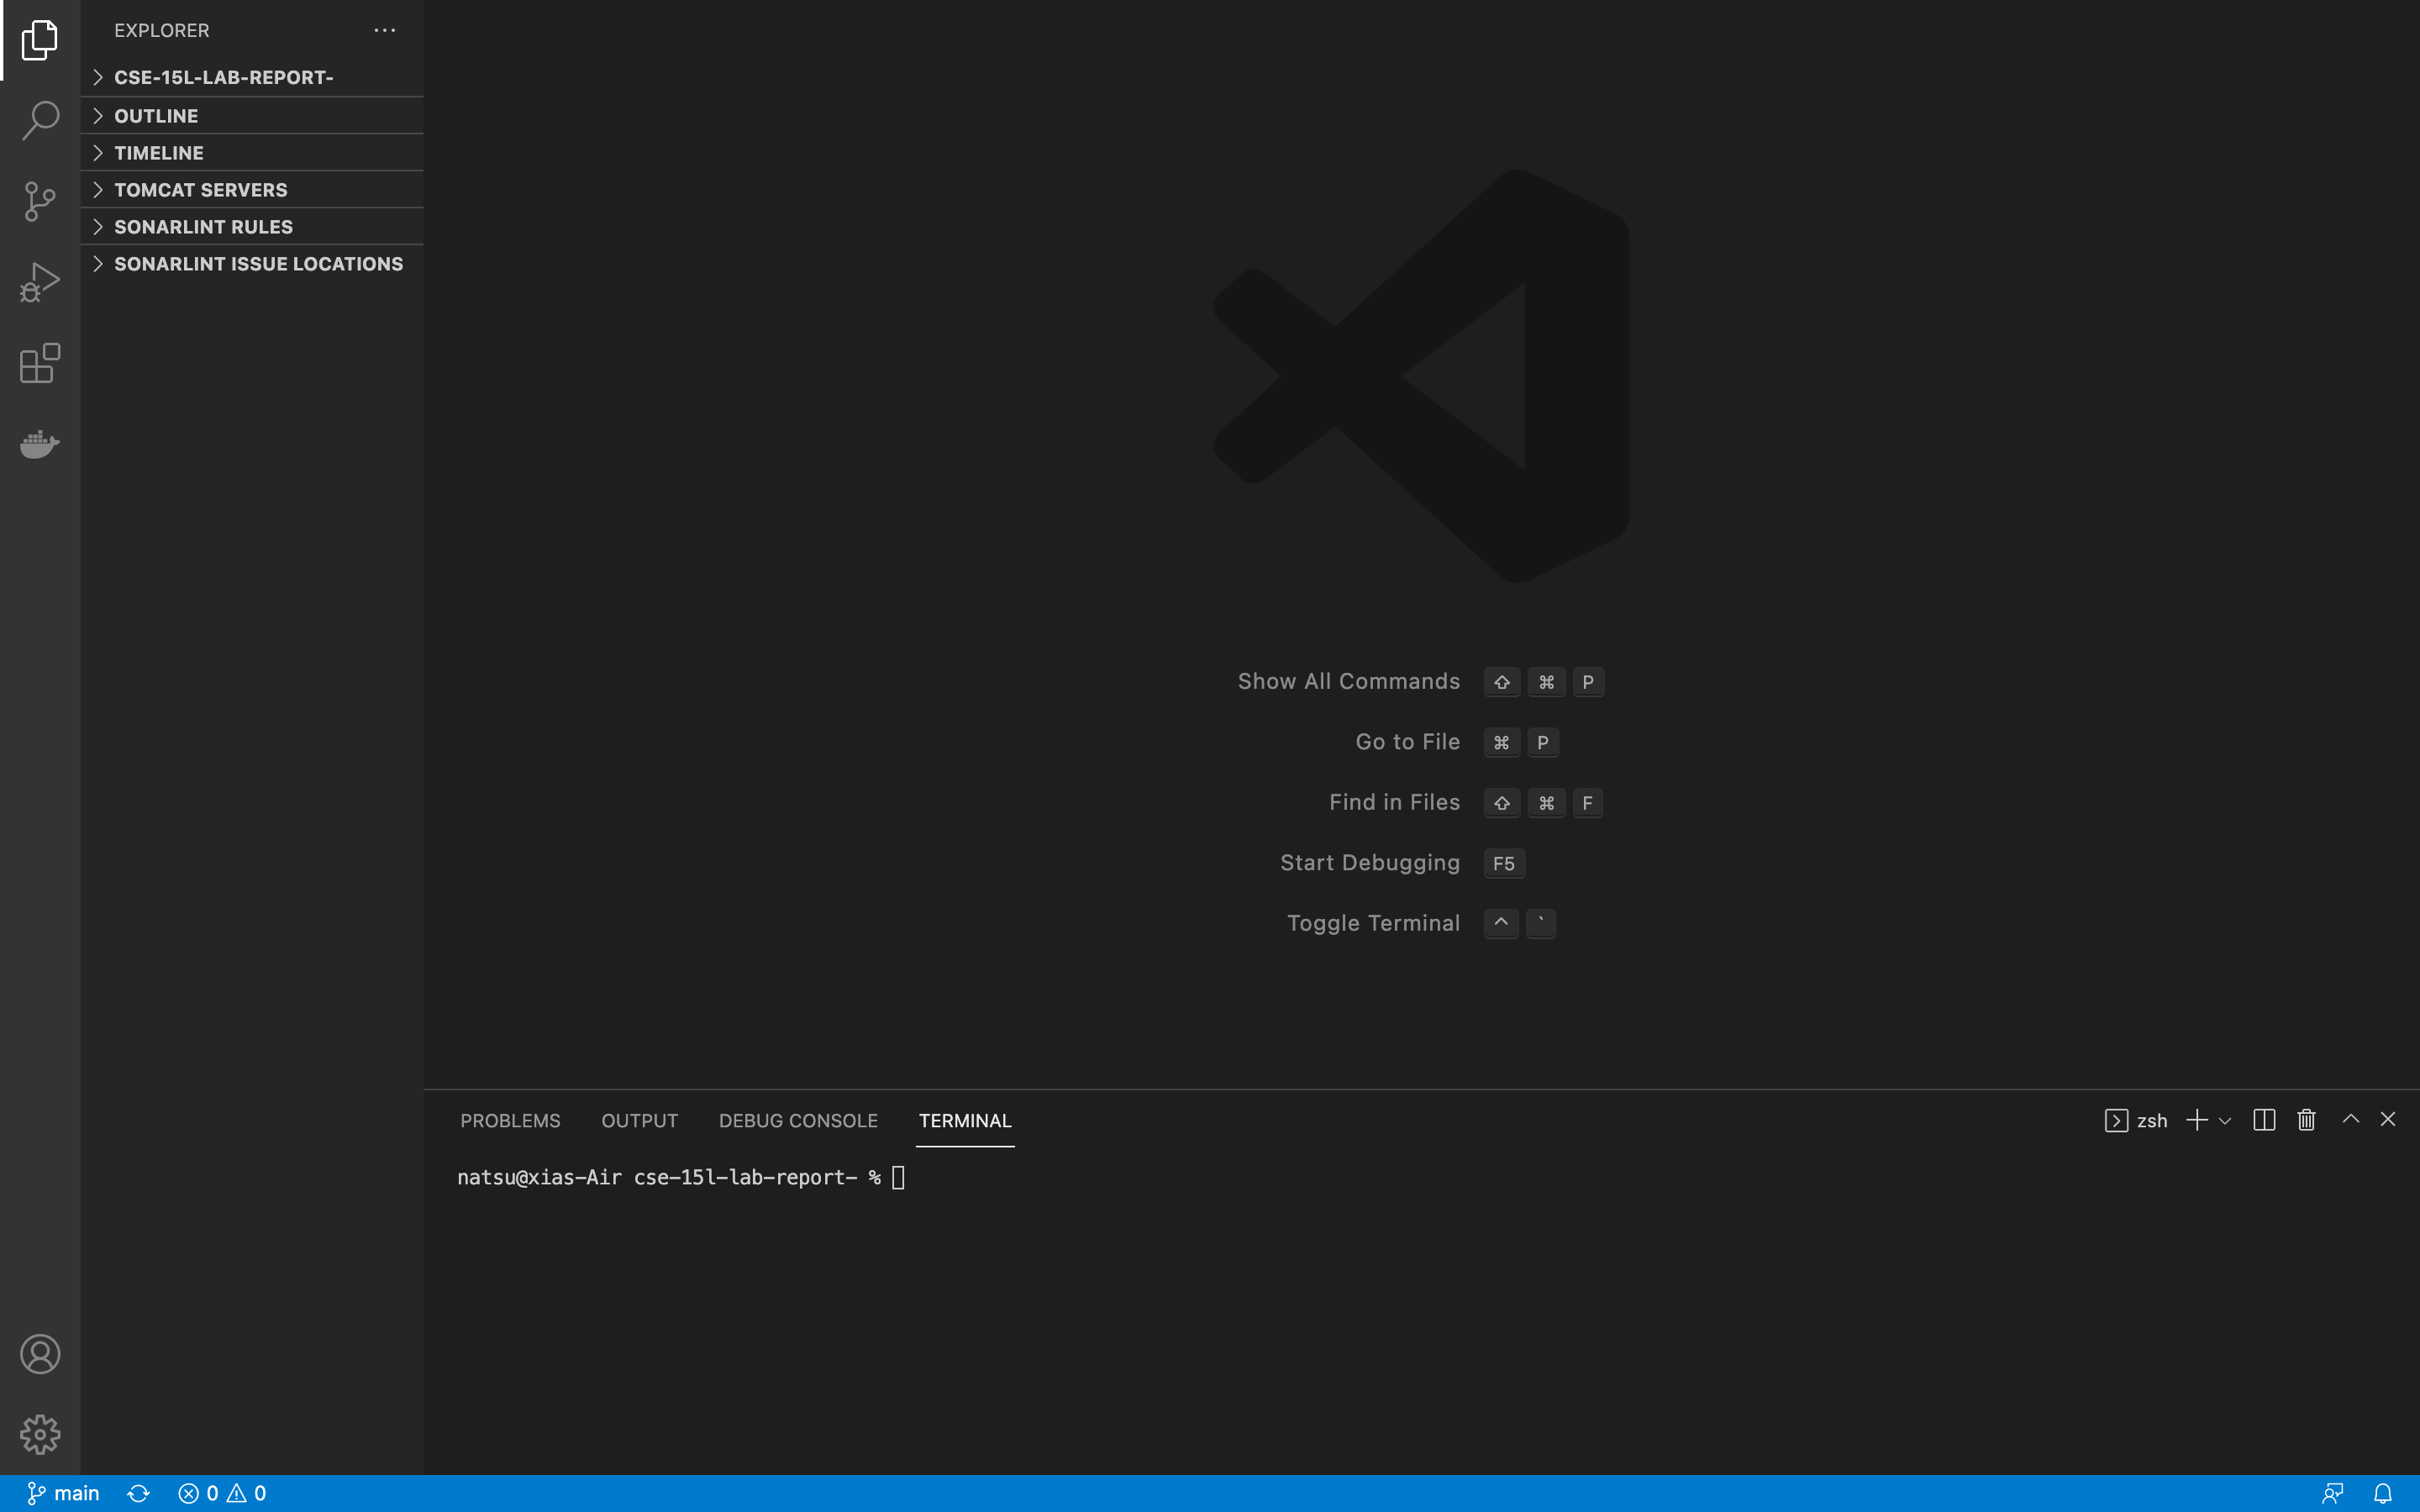 EXPLORER
CSE-15L-LAB-REPORT-
OUTLINE
TIMELINE
TOMCAT SERVERS
SONARLINT RULES
SONARLINT ISSUE LOCATIONS
Show All Commands ⇧ ⌘ P
Go to File ⌘ P
Find in Files ⇧ ⌘ F
Start Debugging F5
Toggle Terminal ^ `
PROBLEMS OUTPUT DEBUG CONSOLE TERMINAL zsh
natsu@xias-Air cse-15l-lab-report- %
main 0 0